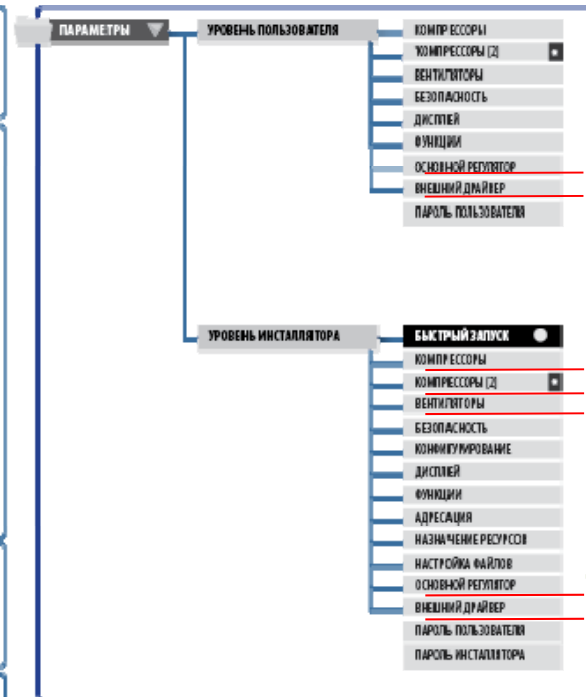 ПАРАМЕТРЫ
УРОВЕНЬ ПОЛЬЗОВАТЕЛЯ
КОМПРЕССОРЫ
КОМПРЕССОРЫ (2)
ВЕНТИЛЯТОРЫ
БЕЗОПАСНОСТЬ
ДИСПЛЕЙ
ФУНКЦИИ
ОСНОВНОЙ РЕГУЛЯТОР
ВНЕШНИЙ ДРАЙВЕР
ПАРОЛЬ ПОЛЬЗОВАТЕЛЯ
УРОВЕНЬ ИНСТАЛЛЯТОРА
БЫСТРЫЙ ЗАПУСК
КОМПРЕССОРЫ
КОМПРЕССОРЫ (2)
ВЕНТИЛЯТОРЫ
БЕЗОПАСНОСТЬ
КОНФИГУРИРОВАНИЕ
ДИСПЛЕЙ
ФУНКЦИИ
АДРЕСАЦИЯ
НАЗНАЧЕНИЕ РЕСУРСОВ
НАСТРОЙКА ФАЙЛОВ
ОСНОВНОЙ РЕГУЛЯТОР
ВНЕШНИЙ ДРАЙВЕР
ПАРОЛЬ ПОЛЬЗОВАТЕЛЯ
ПАРОЛЬ ИНСТАЛЛЯТОРА